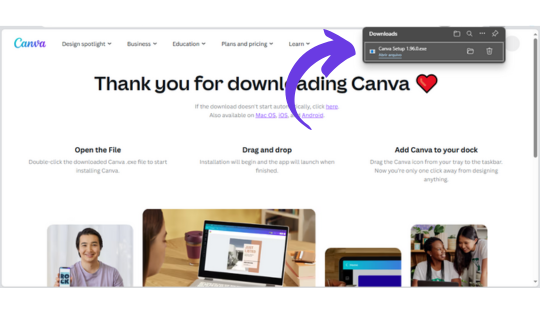 Downloads
Canva Setup 1.96.0.exe
Canva
Design spotlight
Business
Education
Plans and pricing
Learn
Thank you for downloading Canva
If the download doesn't start automatically, click here.
Also available on Mac OS, iOS, and Android.
Open the File
Double-click the downloaded Canva .exe file to start
installing Canva.
Drag and drop
Installation will begin and the app will launch when
finished.
Add Canva to your dock
Drag the Canva icon from your tray to the taskbar.
Now you're only one click away from designing
anything.